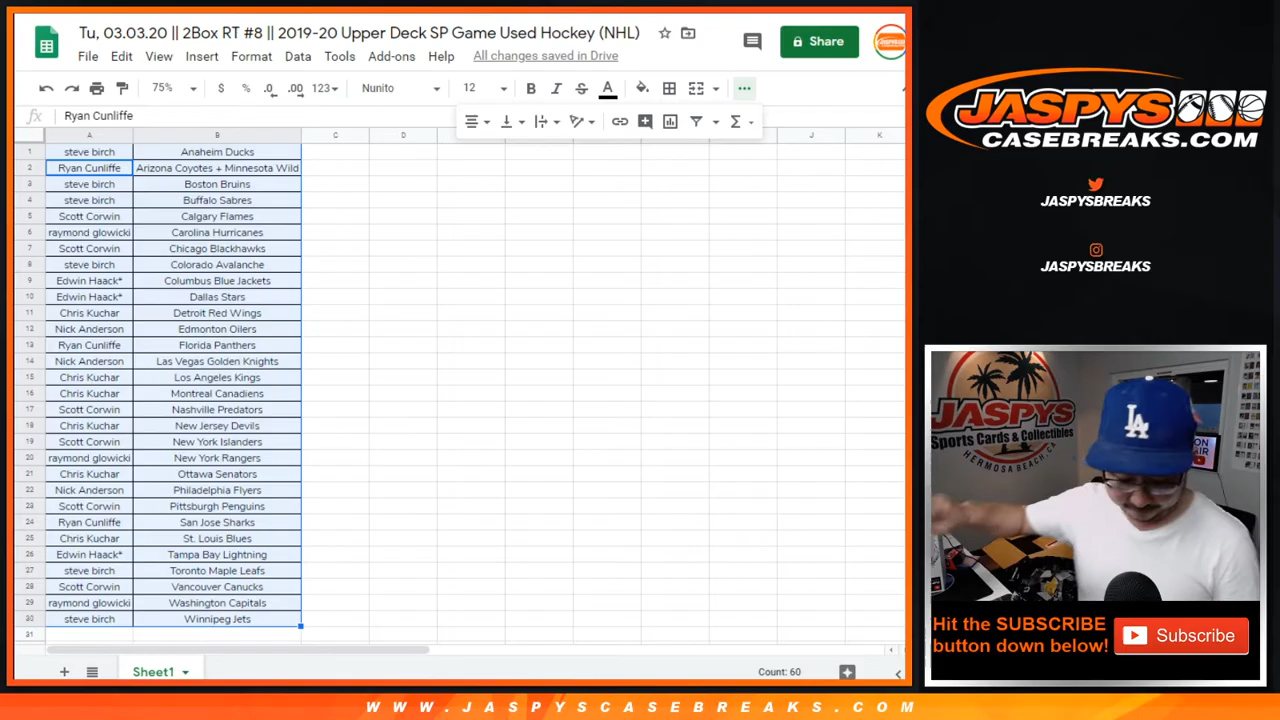 Tu, 03.03.20 || 2Box RT #8 || 2019-20 Upper Deck SP Game Used Hockey (NHL)
File Edit View Insert Format Data Tools Add-ons Help All changes saved in Drive
Share
75% $ % .0 .00 123 Nunito 12 B I S A
fx Ryan Cunliffe
A B C D J K
1 steve birch Anaheim Ducks
2 Ryan Cunliffe Arizona Coyotes + Minnesota Wild
3 steve birch Boston Bruins
4 steve birch Buffalo Sabres
5 Scott Corwin Calgary Flames
6 raymond glowicki Carolina Hurricanes
7 Scott Corwin Chicago Blackhawks
8 steve birch Colorado Avalanche
9 Edwin Haack* Columbus Blue Jackets
10 Edwin Haack* Dallas Stars
11 Chris Kuchar Detroit Red Wings
12 Nick Anderson Edmonton Oilers
13 Ryan Cunliffe Florida Panthers
14 Nick Anderson Las Vegas Golden Knights
15 Chris Kuchar Los Angeles Kings
16 Chris Kuchar Montreal Canadiens
17 Scott Corwin Nashville Predators
18 Chris Kuchar New Jersey Devils
19 Scott Corwin New York Islanders
20 raymond glowicki New York Rangers
21 Chris Kuchar Ottawa Senators
22 Nick Anderson Philadelphia Flyers
23 Scott Corwin Pittsburgh Penguins
24 Ryan Cunliffe San Jose Sharks
25 Chris Kuchar St. Louis Blues
26 Edwin Haack* Tampa Bay Lightning
27 steve birch Toronto Maple Leafs
28 Scott Corwin Vancouver Canucks
29 raymond glowicki Washington Capitals
30 steve birch Winnipeg Jets
31
Sheet1
Count: 60
JASPYS
CASEBREAKS.COM
JASPYSBREAKS
JASPYSBREAKS
JASPYS
Sports Cards & Collectibles
HERMOSA BEACH, CA
LA
ON
AIR
Hit the SUBSCRIBE
button down below!
Subscribe
WWW.JASPYSCASEBREAKS.COM